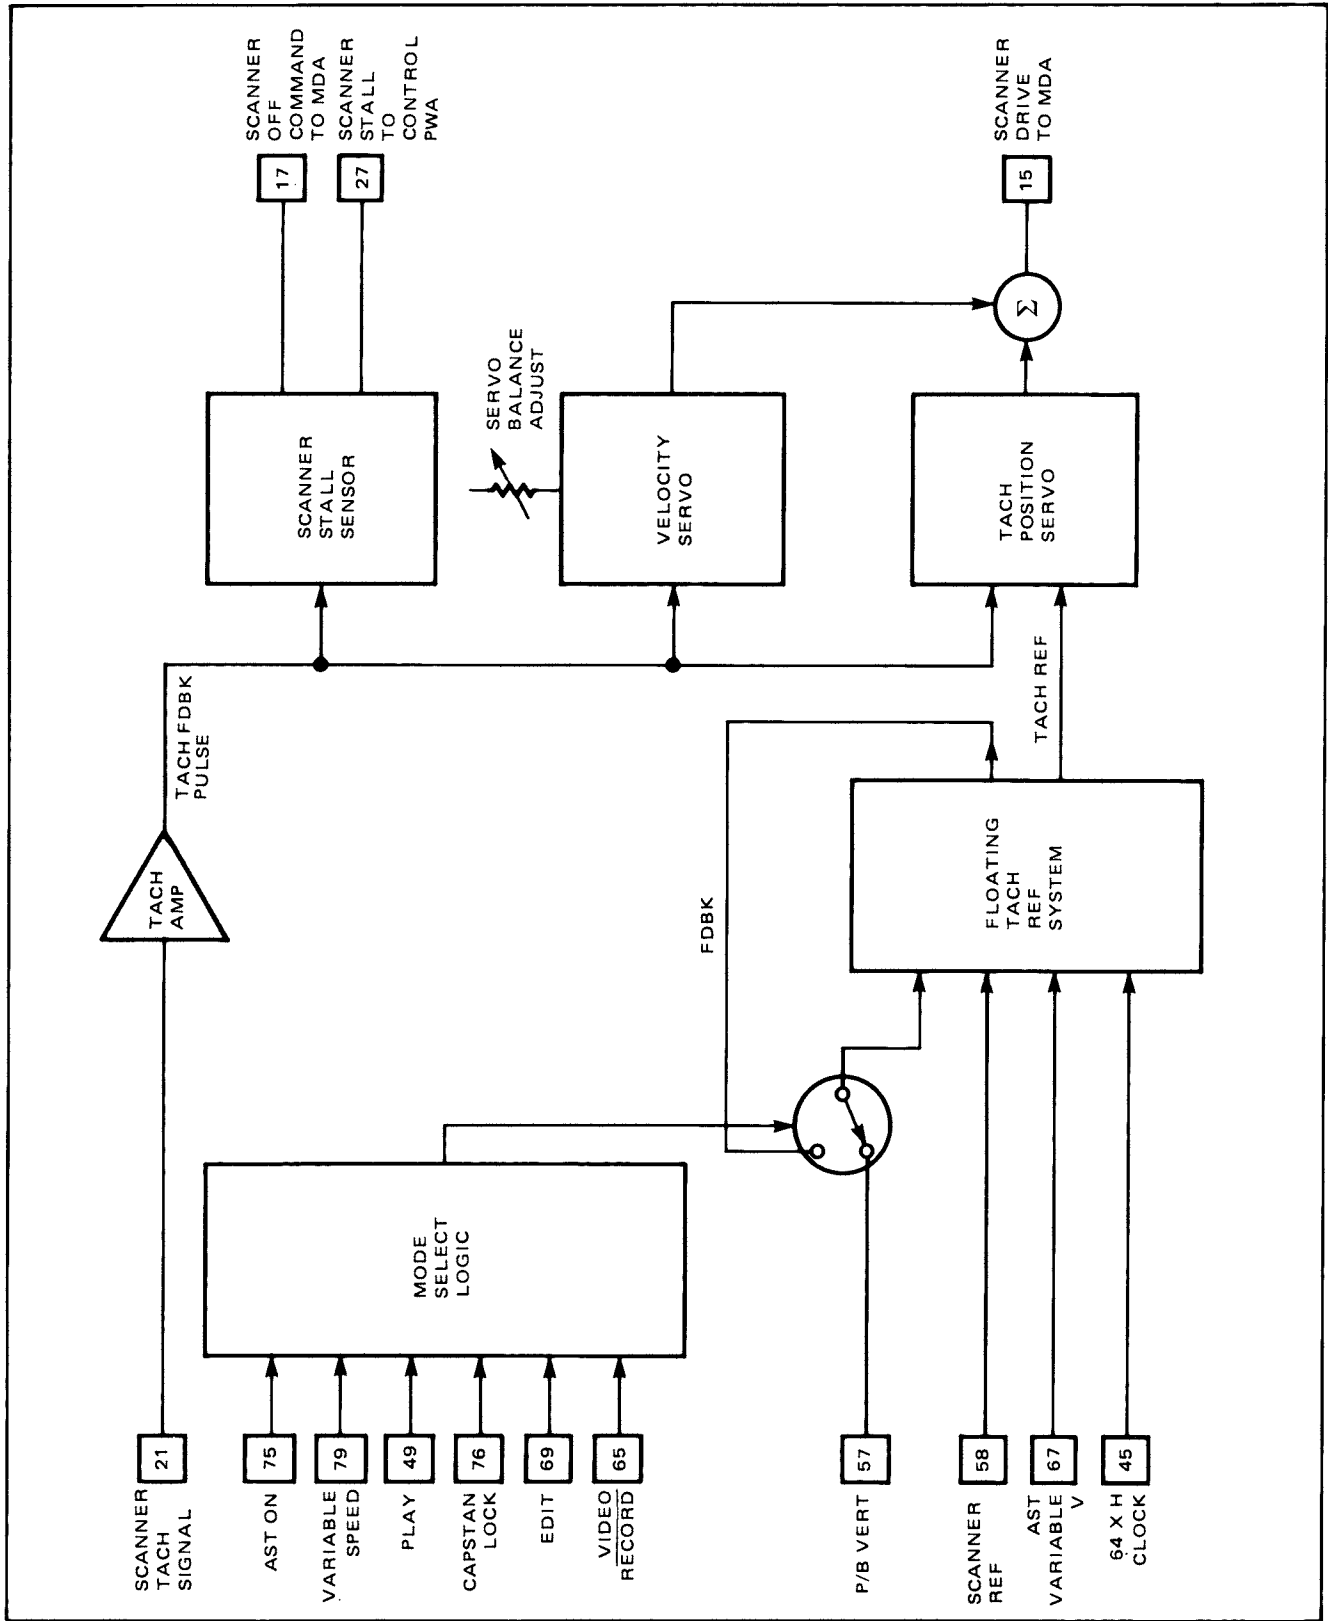 SCANNER
TACH
SIGNAL
21
TACH
AMP
TACH FDBK
PULSE
AST ON
75
VARIABLE
SPEED
79
PLAY
49
CAPSTAN
LOCK
76
EDIT
69
VIDEO
RECORD
65
MODE
SELECT
LOGIC
SCANNER
STALL
SENSOR
17
SCANNER
OFF
COMMAND
TO MDA
27
SCANNER
STALL
TO
CONTROL
PWA
SERVO
BALANCE
ADJUST
VELOCITY
SERVO
FDBK
P/B VERT
57
SCANNER
REF
58
AST
VARIABLE
V
67
64 X H
CLOCK
45
FLOATING
TACH
REF
SYSTEM
TACH REF
TACH
POSITION
SERVO
Σ
15
SCANNER
DRIVE
TO MDA